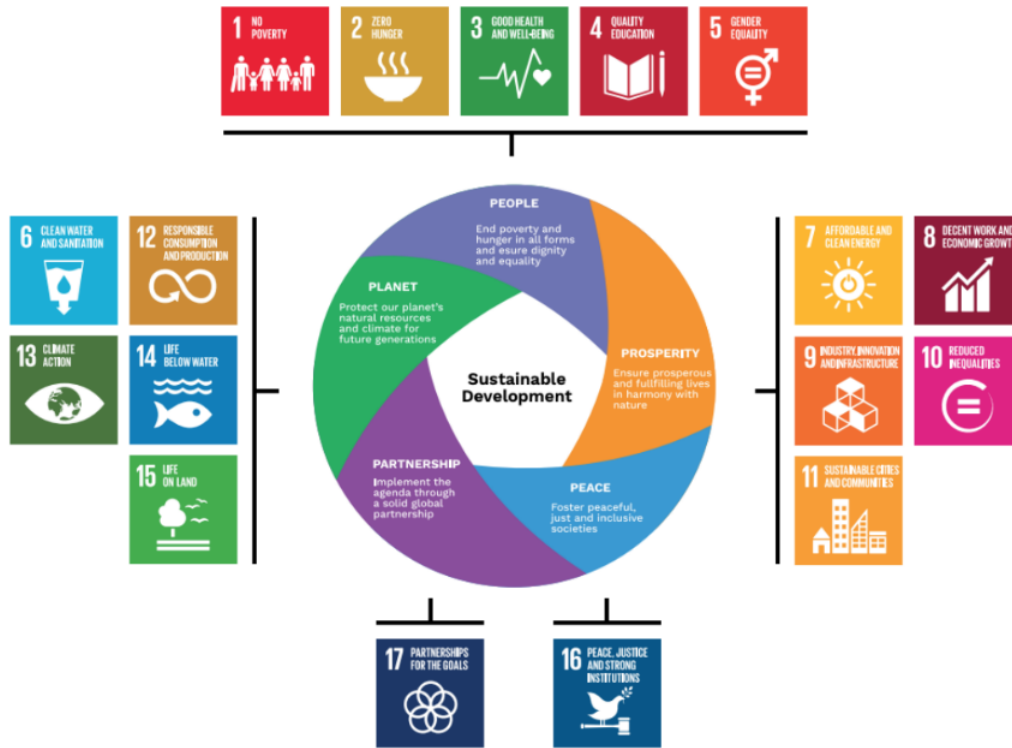 1 NO
POVERTY
2 ZERO
HUNGER
3 GOOD HEALTH
AND WELL-BEING
4 QUALITY
EDUCATION
5 GENDER
EQUALITY
6 CLEAN WATER
AND SANITATION
12 RESPONSIBLE
CONSUMPTION
AND PRODUCTION
13 CLIMATE
ACTION
14 LIFE
BELOW WATER
15 LIFE
ON LAND
PEOPLE
End poverty and
hunger in all forms
and esure dignity
and equality
PLANET
Protect our planet's
natural resources
and climate for
future generations
Sustainable
Development
PROSPERITY
Ensure prosperous
and fullfilling lives
in harmony with
nature
PARTNERSHIP
Implement the
agenda through
a solid global
partnership
PEACE
Foster peaceful,
just and inclusive
societies
7 AFFORDABLE AND
CLEAN ENERGY
8 DECENT WORK AND
ECONOMIC GROWTH
9 INDUSTRY, INNOVATION
AND INFRASTRUCTURE
10 REDUCED
INEQUALITIES
11 SUSTAINABLE CITIES
AND COMMUNITIES
17 PARTNERSHIPS
FOR THE GOALS
16 PEACE, JUSTICE
AND STRONG
INSTITUTIONS